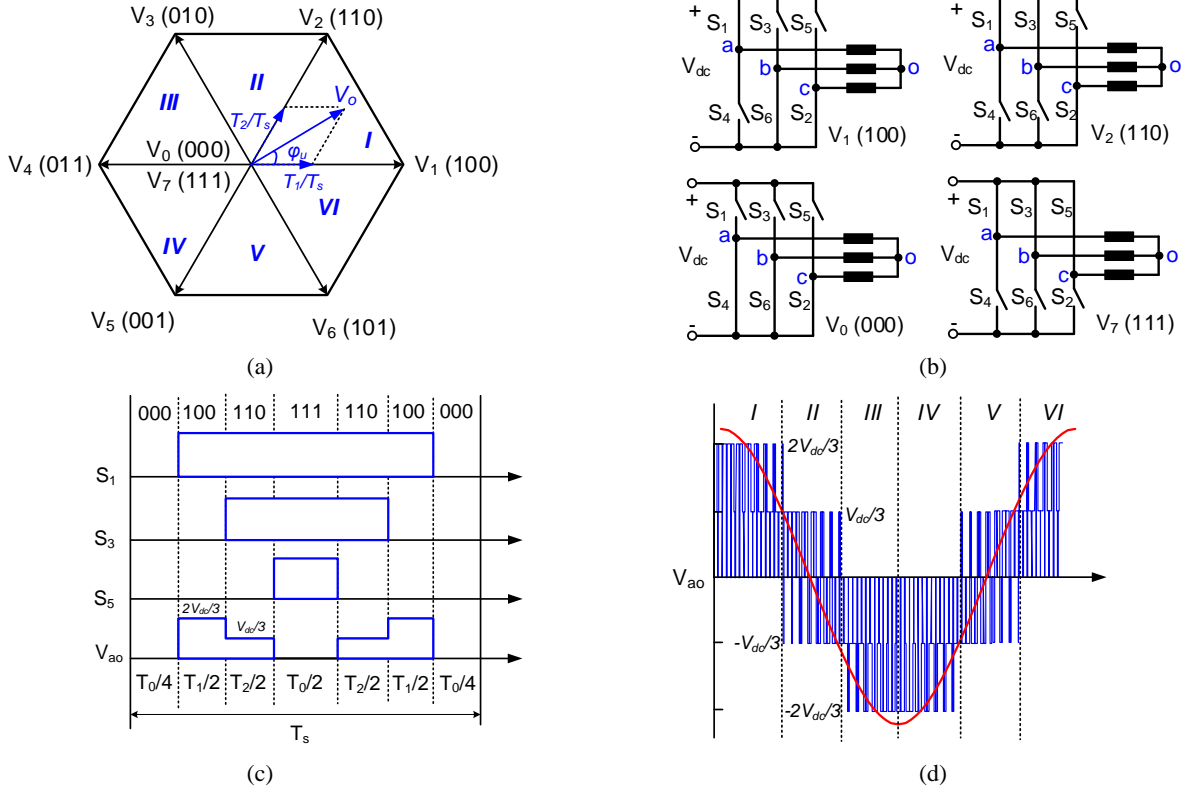 V3 (010)
V2 (110)
II
III
Vo
T2/Ts
I
V4 (011)
V0 (000)
φu
V1 (100)
V7 (111)
T1/Ts
VI
IV
V
V5 (001)
V6 (101)
(a)
+
S1
S3
S5
a
Vdc
b
o
c
S4
S6
S2
-
V1 (100)
+
S1
S5
a
Vdc
b
o
c
S4
S6
S2
-
V2 (110)
+
S1
S3
S5
a
Vdc
b
o
c
S4
S6
S2
-
V0 (000)
+
S1
S3
S5
a
Vdc
b
o
c
S4
S6
S2
-
V7 (111)
(b)
000 100 110 111 110 100 000
S1
S3
S5
2Vdc/3
Vdc/3
Vao
T0/4 T1/2 T2/2 T0/2 T2/2 T1/2 T0/4
Ts
(c)
I II III IV V VI
2Vdc/3
Vdc/3
Vao
-Vdc/3
-2Vdc/3
(d)